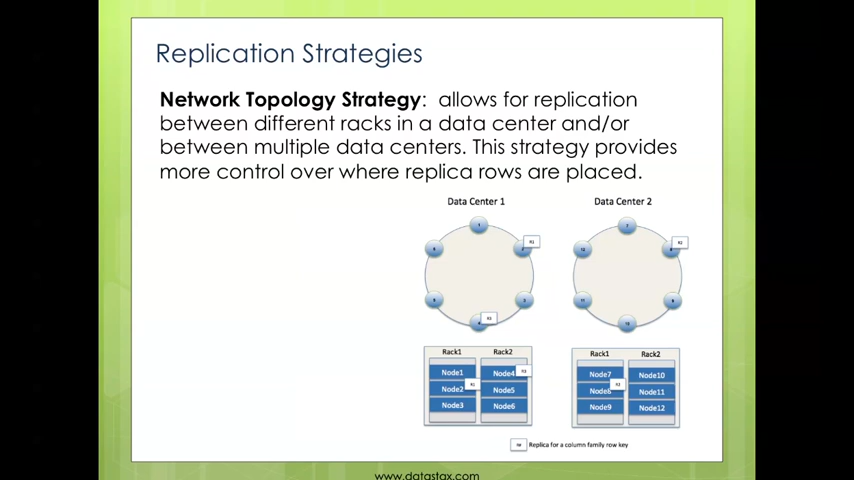 Replication Strategies
Network Topology Strategy: allows for replication
between different racks in a data center and/or
between multiple data centers. This strategy provides
more control over where replica rows are placed.
Data Center 1
Data Center 2
1
7
Rack1
Rack2
Rack1
Rack2
Node1
Node4
Node7
Node10
Node2
Node5
Node8
Node11
Node3
Node6
Node9
Node12
Replica for a column family row key
www.datastax.com